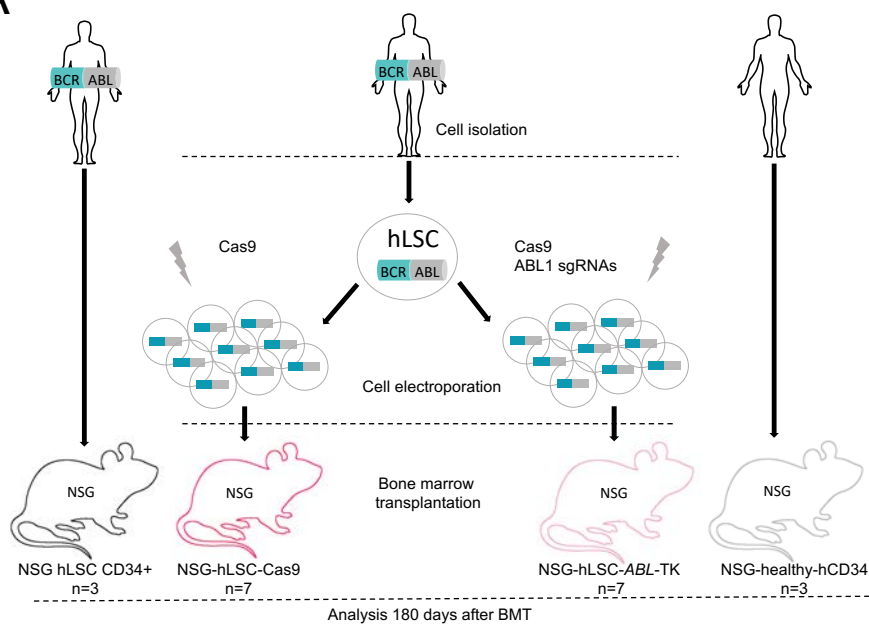 BCR ABL
BCR ABL
Cell isolation
hLSC
BCR ABL
Cas9
Cas9
ABL1 sgRNAs
Cell electroporation
NSG
NSG
Bone marrow
transplantation
NSG
NSG
NSG hLSC CD34+
n=3
NSG-hLSC-Cas9
n=7
NSG-hLSC-ABL-TK
n=7
NSG-healthy-hCD34
n=3
Analysis 180 days after BMT